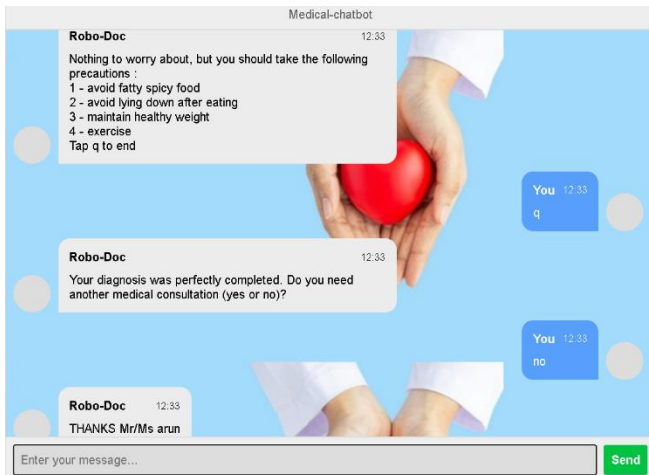 Medical-chatbot
Robo-Doc 12:33
Nothing to worry about, but you should take the following
precautions :
1 - avoid fatty spicy food
2 - avoid lying down after eating
3 - maintain healthy weight
4 - exercise
Tap q to end
You 12:33
q
Robo-Doc 12:33
Your diagnosis was perfectly completed. Do you need
another medical consultation (yes or no)?
You 12:33
no
Robo-Doc 12:33
THANKS Mr/Ms arun
Enter your message...
Send